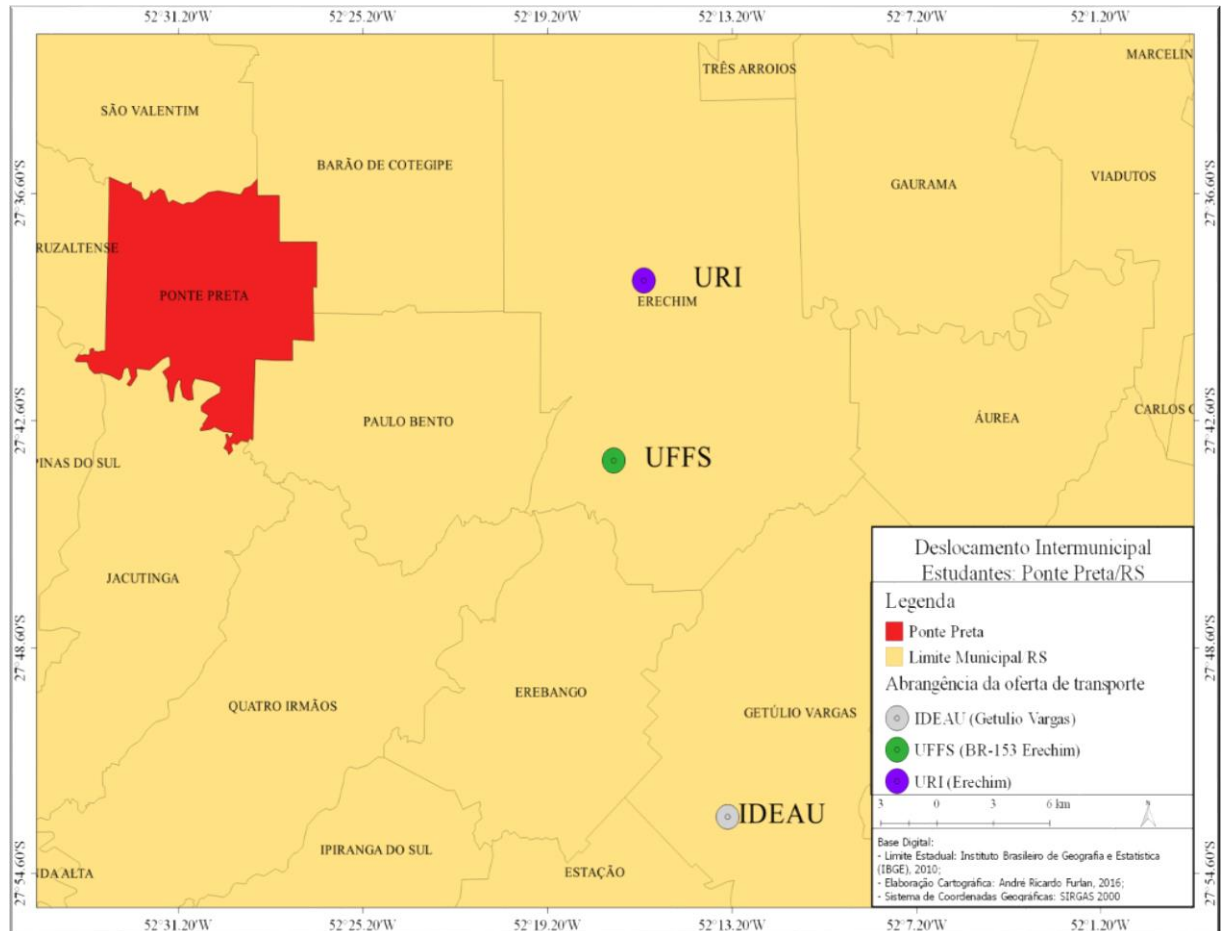 52°31.20'W 52°25.20'W 52°19.20'W 52°13.20'W 52°7.20'W 52°1.20'W
MARCELIN
TRÊS ARROIOS
SÃO VALENTIM
BARÃO DE COTEGIPE
VIADUTOS
GAURAMA
27°36.60'S 27°36.60'S
RUZALTENSE
URI
PONTE PRETA
ERECHIM
CARLOS G
ÁUREA
PAULO BENTO
27°42.60'S 27°42.60'S
UFFS
PINAS DO SUL
JACUTINGA
27°48.60'S 27°48.60'S
EREBANGO
QUATRO IRMÃOS
GETÚLIO VARGAS
IDEAU
IPIRANGA DO SUL
ESTAÇÃO
NDA ALTA
27°54.60'S 27°54.60'S
Deslocamento Intermunicipal
Estudantes: Ponte Preta/RS
Legenda
Ponte Preta
Limite Municipal RS
Abrangência da oferta de transporte
IDEAU (Getulio Vargas)
UFFS (BR-153 Erechim)
URI (Erechim)
3 0 3 6 km
N
Base Digital:
- Limite Estadual: Instituto Brasileiro de Geografia e Estatística
(IBGE), 2010;
- Elaboração Cartográfica: André Ricardo Furlan, 2016;
- Sistema de Coordenadas Geográficas: SIRGAS 2000
52°31.20'W 52°25.20'W 52°19.20'W 52°13.20'W 52°7.20'W 52°1.20'W